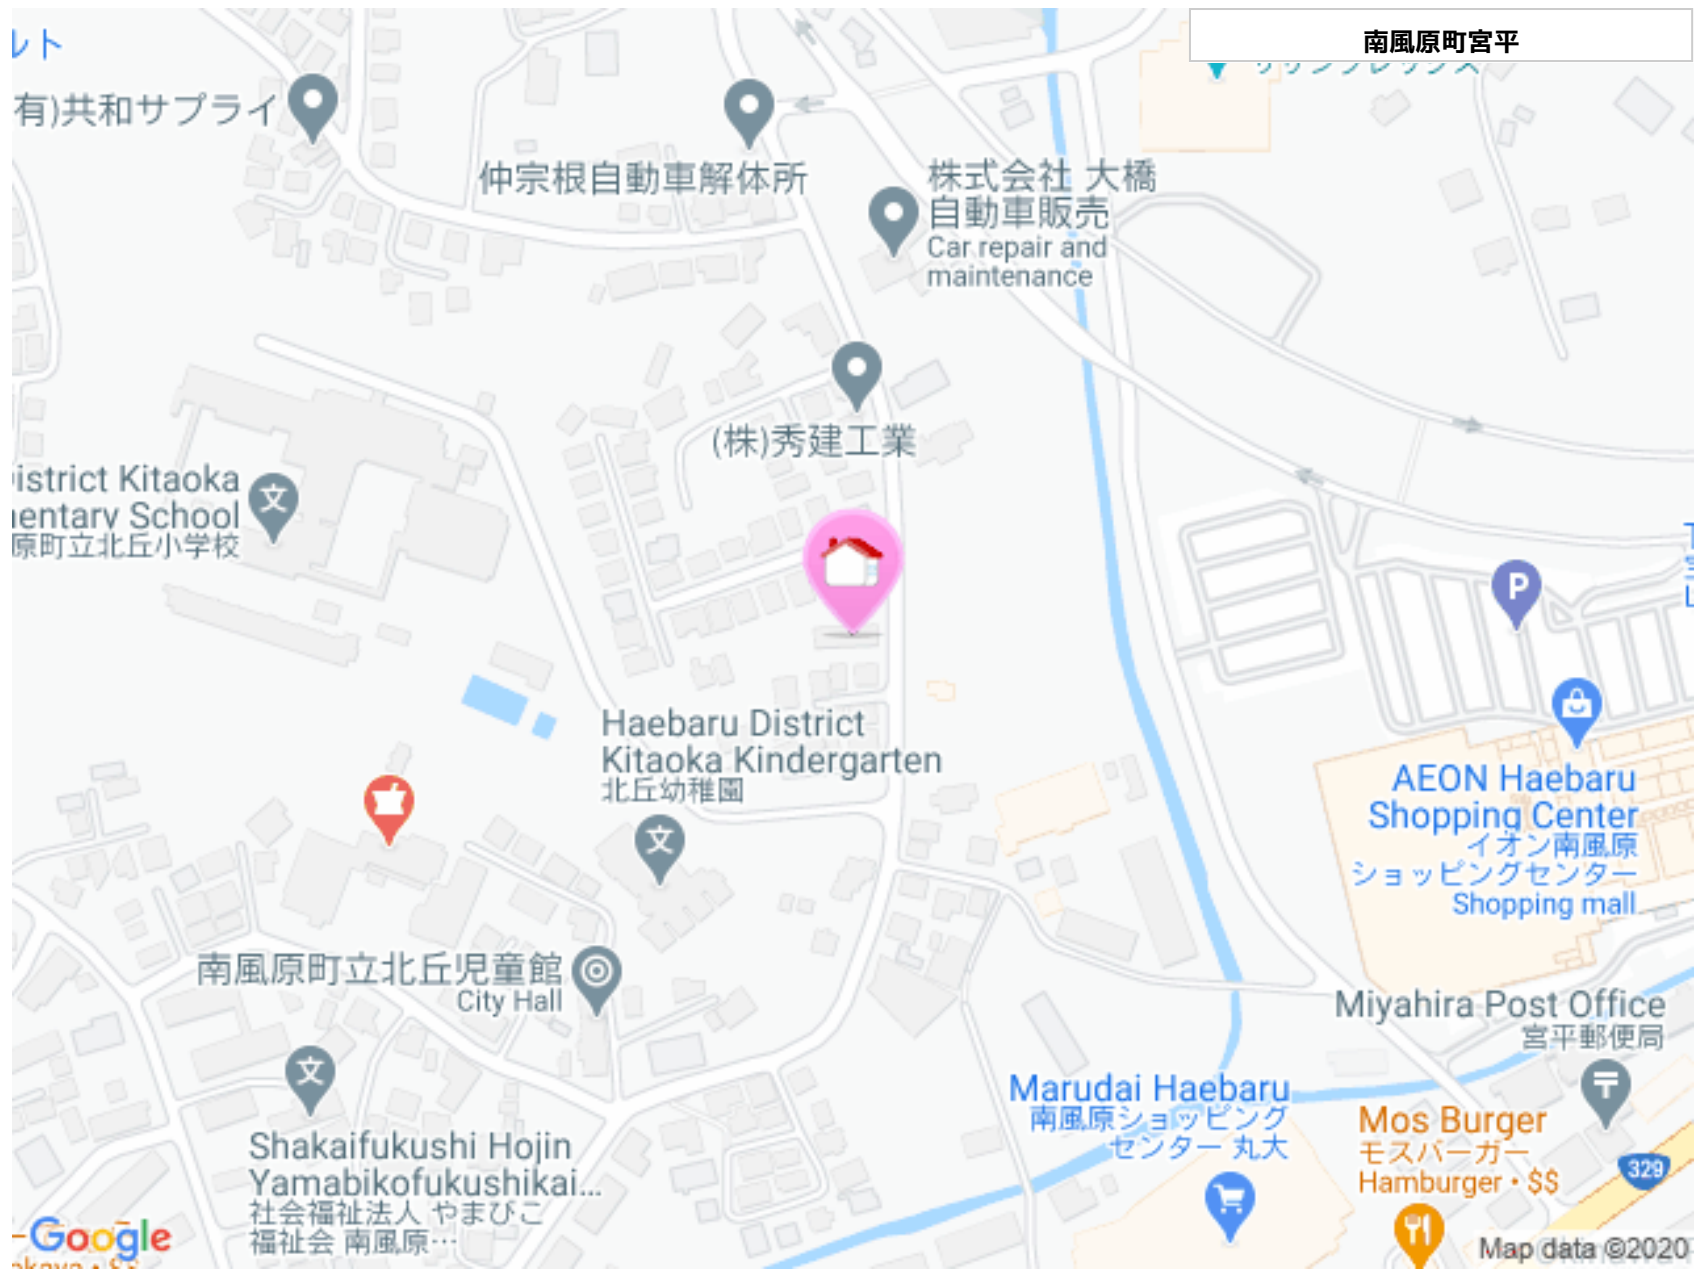 南風原町宮平
ルト
有)共和サプライ
仲宗根自動車解体所
株式会社 大橋
自動車販売
Car repair and
maintenance
(株)秀建工業
District Kitaoka
School
原町立北丘小学校
P
Haebaru District
Kitaoka Kindergarten
北丘幼稚園
文
文
文
AEON Haebaru
Shopping Center
イオン南風原
ショッピングセンター
Shopping mall
南風原町立北丘児童館
City Hall
Miyahira Post Office
宮平郵便局
Marudai Haebaru
南風原ショッピング
センター 丸大
Mos Burger
モスバーガー
Hamburger • $$
329
Shakaifukushi Hojin
Yamabikofukushikai...
社会福祉法人 やまびこ
福祉会 南風原…
Google
Map data ©2020